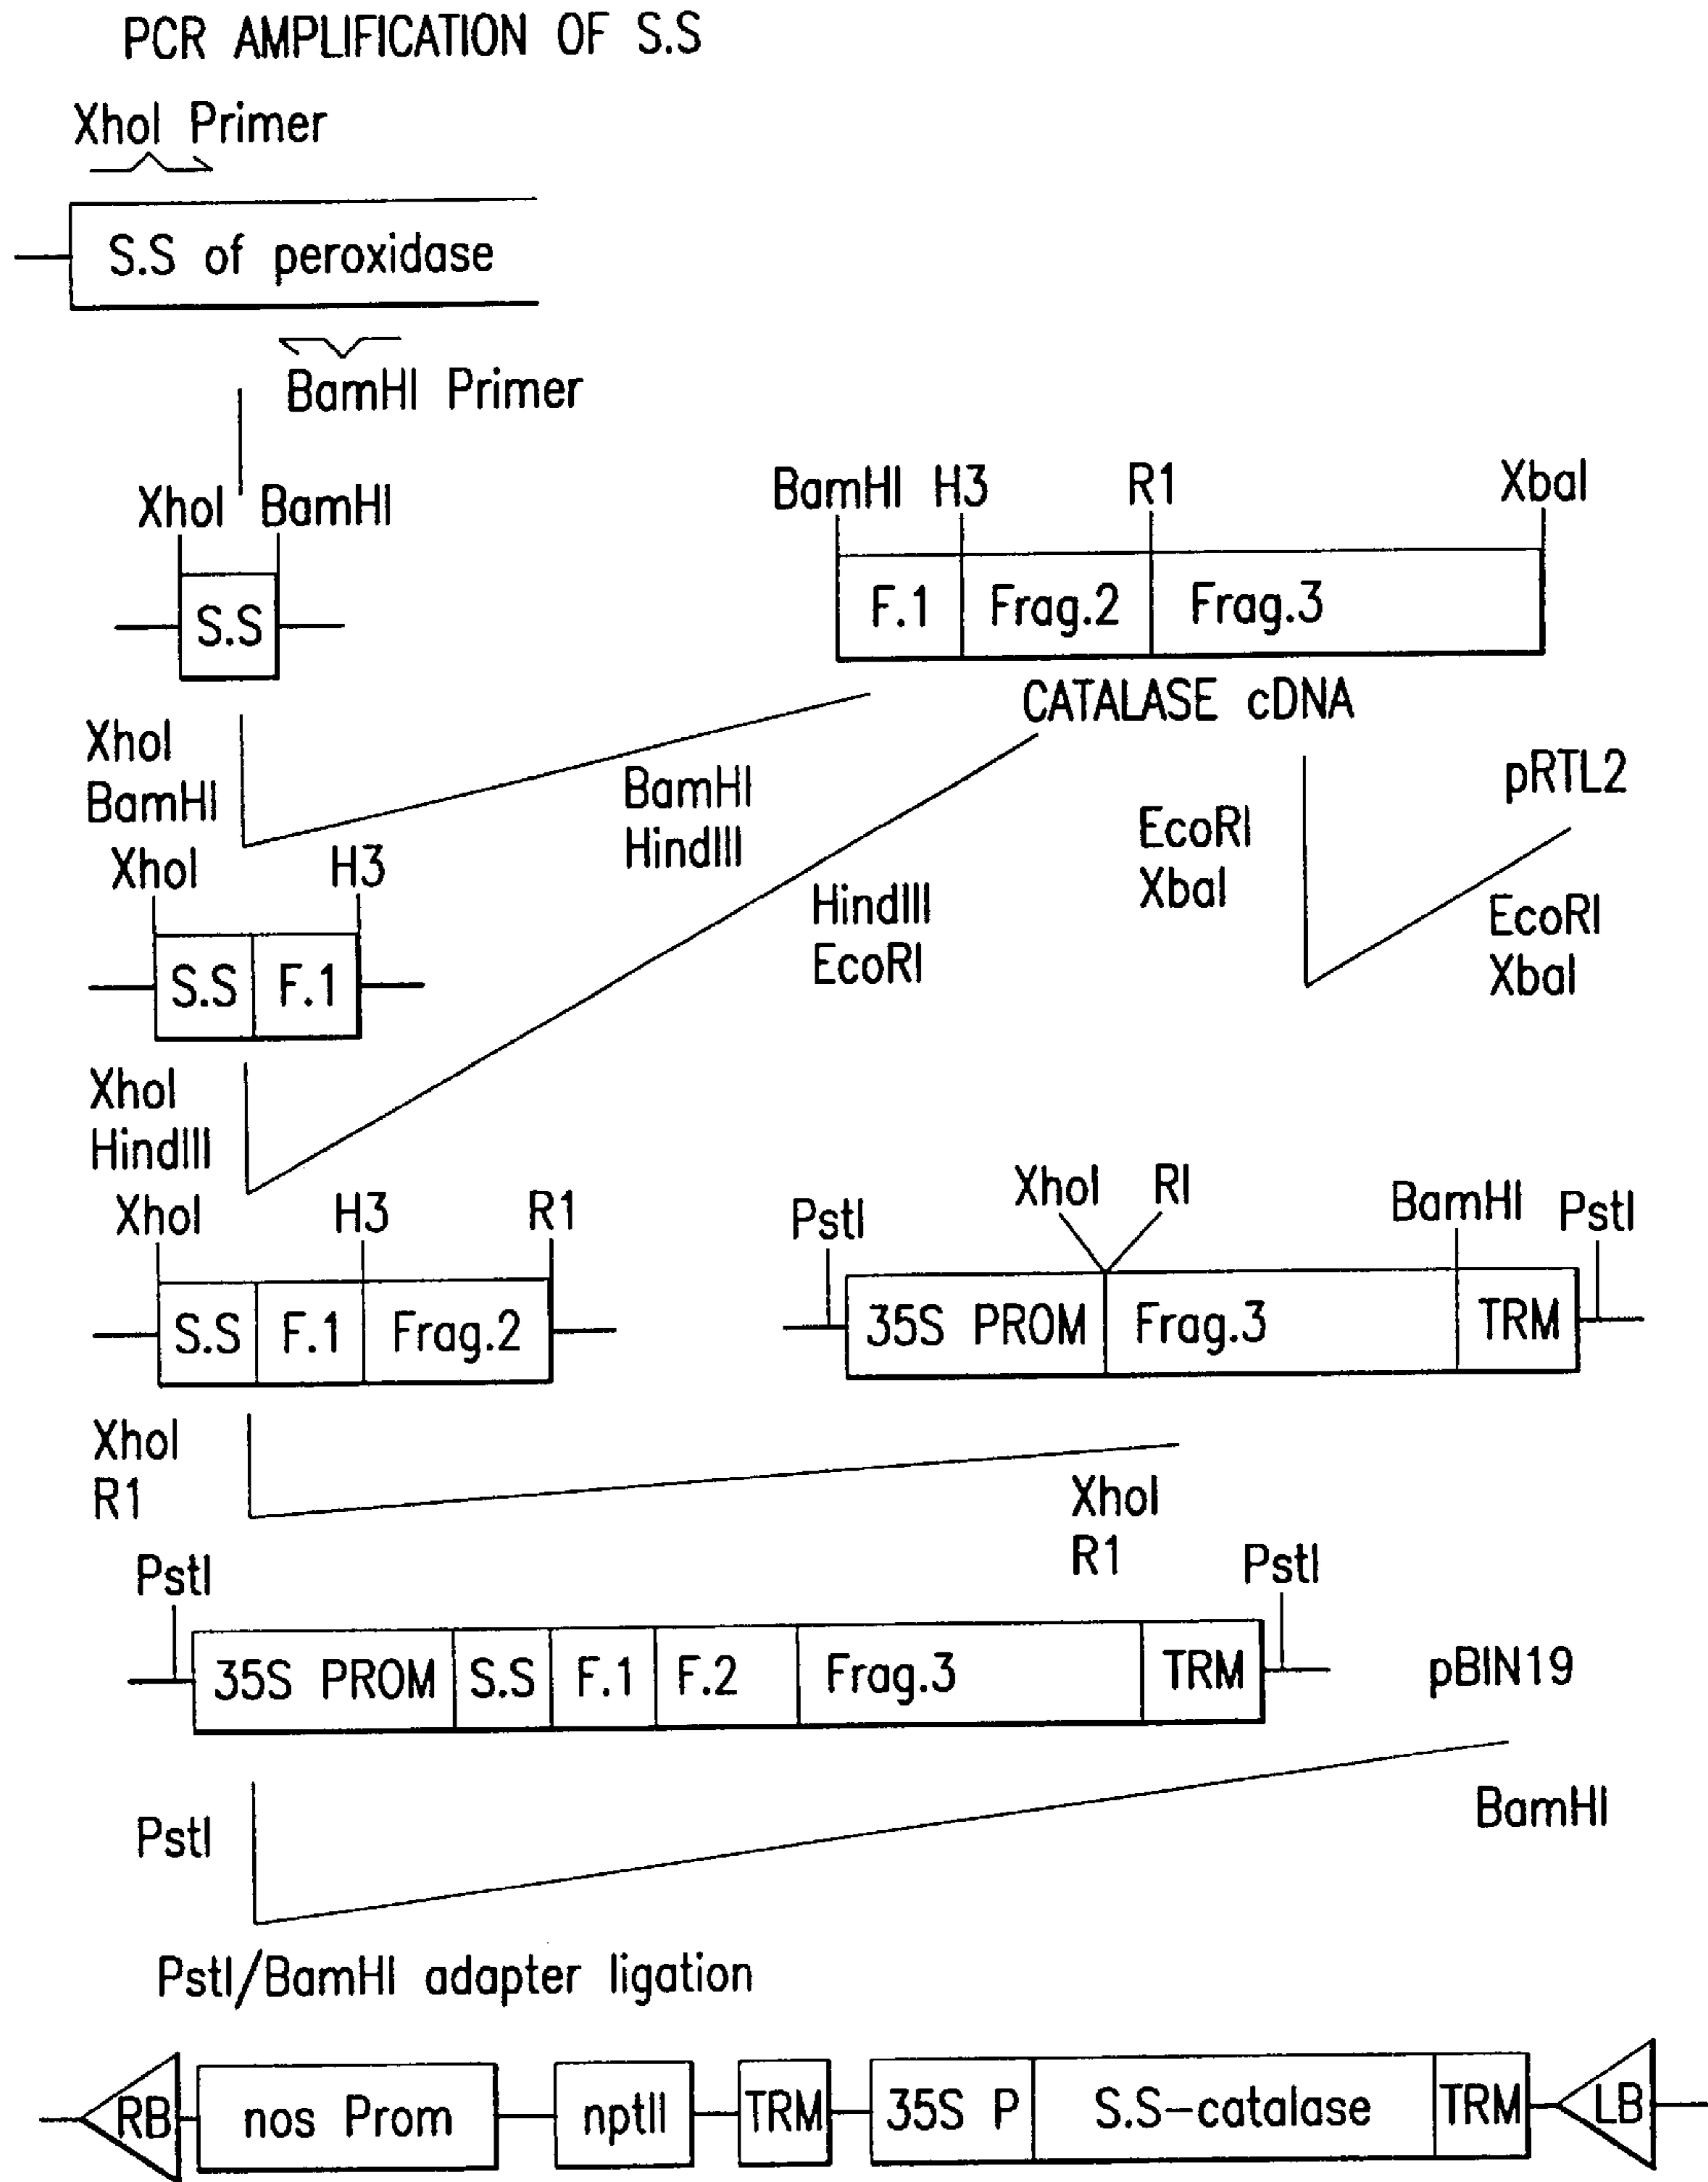 PCR AMPLIFICATION OF S.S
XhoI Primer
S.S of peroxidase
BamHI Primer
XhoI BamHI
S.S
BamHI H3 R1 XbaI
F.1 Frag.2 Frag.3
CATALASE cDNA
XhoI
BamHI
BamHI
HindIII
pRTL2
EcoRI
XbaI
EcoRI
XbaI
HindIII
EcoRI
XhoI H3
S.S F.1
XhoI
HindIII
XhoI H3 R1
S.S F.1 Frag.2
PstI XhoI RI BamHI PstI
35S PROM Frag.3 TRM
XhoI
R1
XhoI
R1
PstI PstI
35S PROM S.S F.1 F.2 Frag.3 TRM
pBIN19
PstI
BamHI
PstI/BamHI adapter ligation
RB nos Prom nptII TRM 35S P S.S-catalase TRM LB